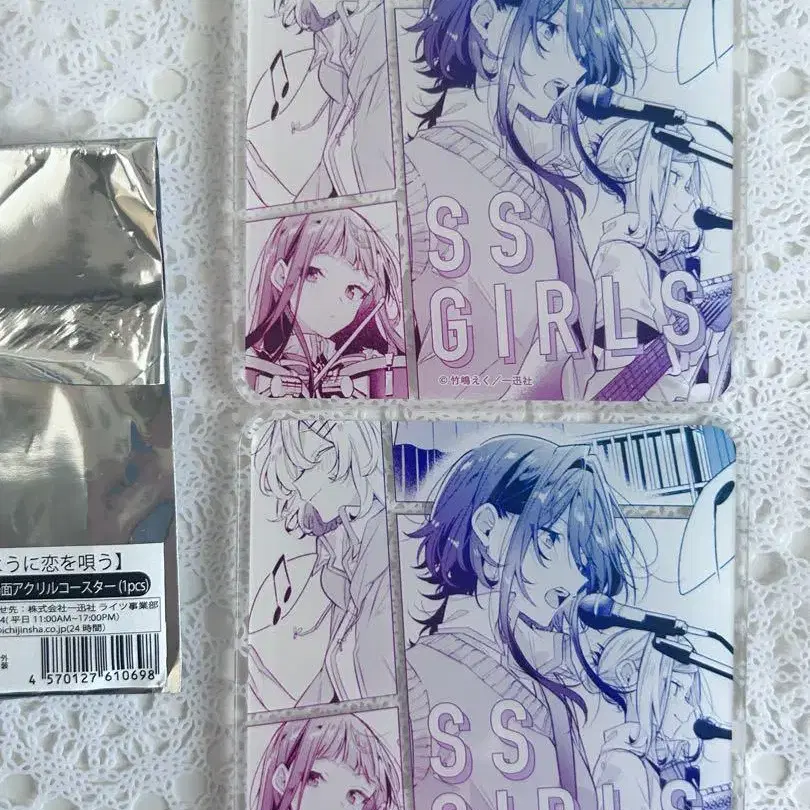 SS
GIRLS
© 竹嶋えく／一迅社
ように恋を唄う】
面アクリルコースター(1pcs)
せ先：株式会社一迅社 ライツ事業部
4( 平日 11:00AM~17:00PM)
ichijinsha.co.jp(24 時間)
4 570127 610698
SS
GIRLS